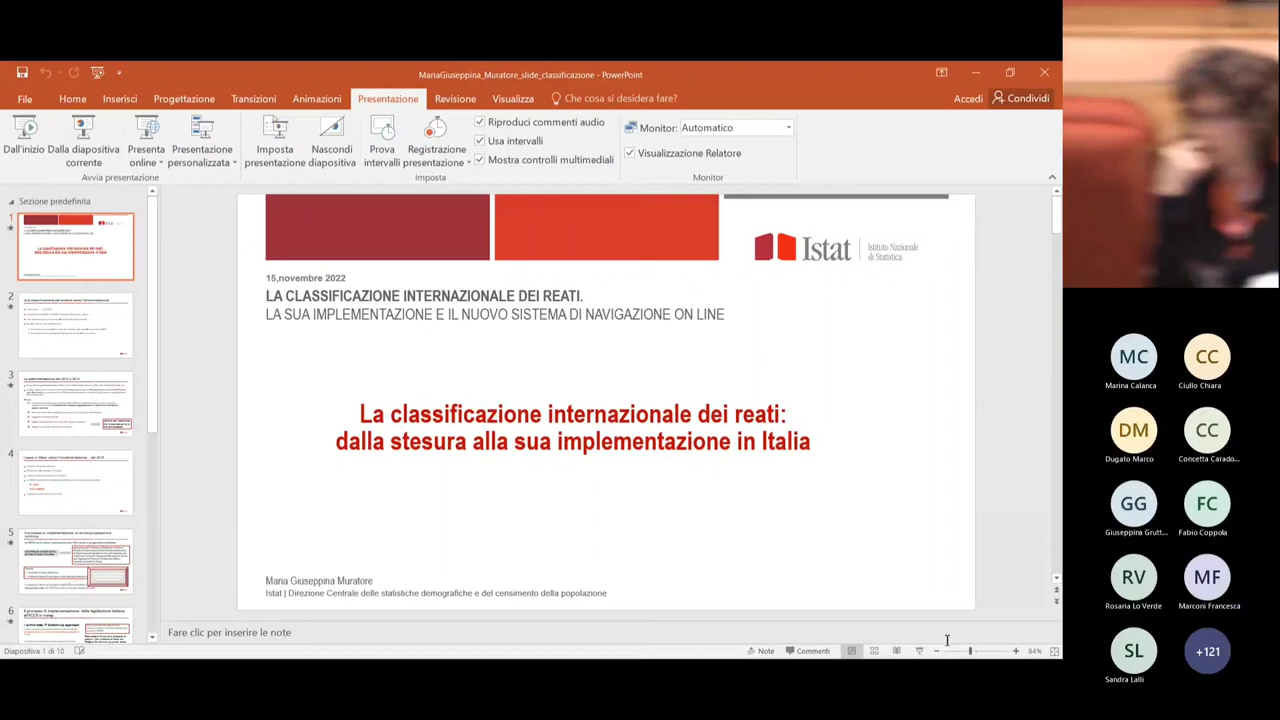 MariaGiuseppina_Muratore_slide_classificazione - PowerPoint
File Home Inserisci Progettazione Transizioni Animazioni Presentazione Revisione Visualizza Che cosa si desidera fare? Accedi Condividi
Dall'inizio
Dalla diapositiva corrente
Presenta online
Presentazione personalizzata
Avvia presentazione
Imposta presentazione
Nascondi diapositiva
Prova intervalli
Registrazione presentazione
Riproduci commenti audio
Usa intervalli
Mostra controlli multimediali
Imposta
Monitor: Automatico
Visualizzazione Relatore
Monitor
Sezione predefinita
1
2
3
4
5
6
Istat Istituto Nazionale
di Statistica
15,novembre 2022
LA CLASSIFICAZIONE INTERNAZIONALE DEI REATI.
LA SUA IMPLEMENTAZIONE E IL NUOVO SISTEMA DI NAVIGAZIONE ON LINE
La classificazione internazionale dei reati:
dalla stesura alla sua implementazione in Italia
Maria Giuseppina Muratore
Istat | Direzione Centrale delle statistiche demografiche e del censimento della popolazione
Fare clic per inserire le note
Diapositiva 1 di 10
Note Commenti 84%
MC CC
Marina Calanca Ciullo Chiara
DM CC
Dugato Marco Concetta Carado...
GG FC
Giuseppina Grutt... Fabio Coppola
RV MF
Rosaria Lo Verde Marconi Francesca
SL +121
Sandra Lalli